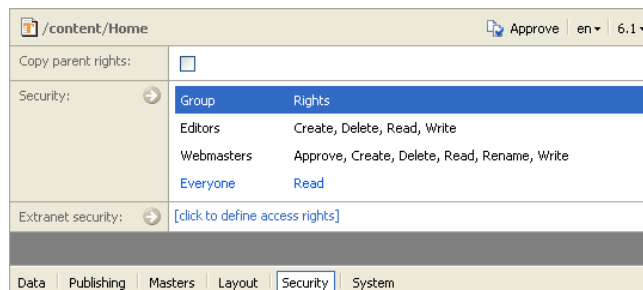 /content/Home Approve en 6.1
Copy parent rights:
Security:
Group Rights
Editors Create, Delete, Read, Write
Webmasters Approve, Create, Delete, Read, Rename, Write
Everyone Read
Extranet security: [click to define access rights]
Data Publishing Masters Layout Security System